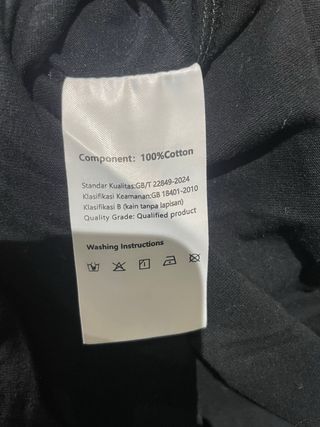 Component: 100%Cotton
Standar Kualitas:GB/T 22849-2024
Klasifikasi Keamanan:GB 18401-2010
Klasifikasi B (kain tanpa lapisan)
Quality Grade: Qualified product
Washing Instructions